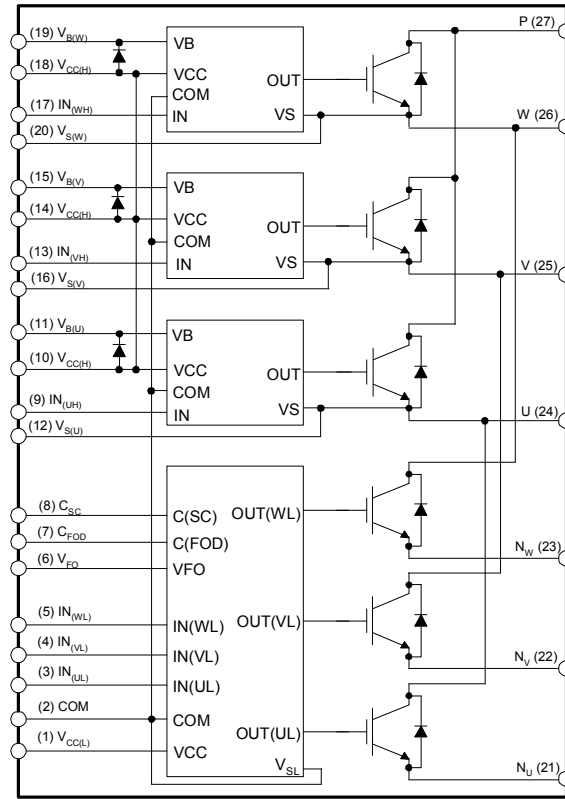 (19) VB(W)
(18) VCC(H)
(17) IN(WH)
(20) VS(W)
VB
VCC
COM
IN
OUT
VS
P (27)
W (26)
(15) VB(V)
(14) VCC(H)
(13) IN(VH)
(16) VS(V)
VB
VCC
COM
IN
OUT
VS
V (25)
(11) VB(U)
(10) VCC(H)
(9) IN(UH)
(12) VS(U)
VB
VCC
COM
IN
OUT
VS
U (24)
(8) CSC
(7) CFOD
(6) VFO
(5) IN(WL)
(4) IN(VL)
(3) IN(UL)
(2) COM
(1) VCC(L)
C(SC)
C(FOD)
VFO
IN(WL)
IN(VL)
IN(UL)
COM
VCC
OUT(WL)
OUT(VL)
OUT(UL)
VSL
NW (23)
NV (22)
NU (21)